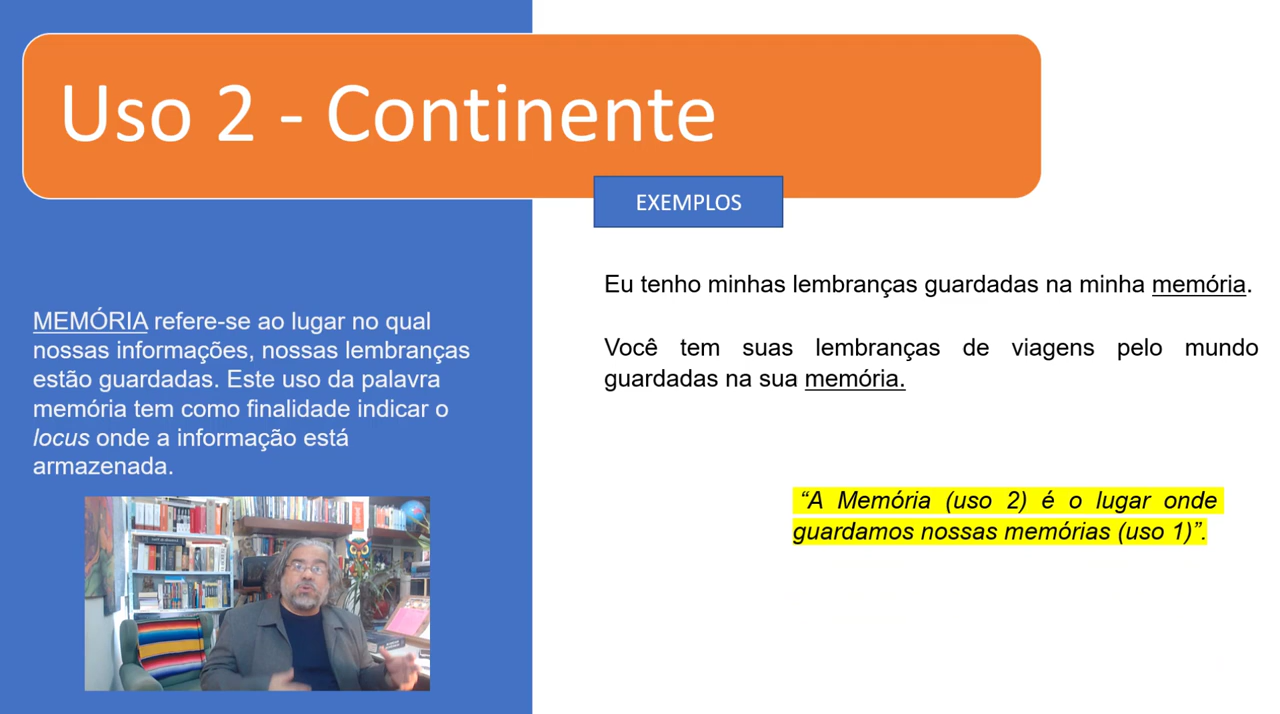 Uso 2 - Continente
EXEMPLOS
MEMÓRIA refere-se ao lugar no qual
nossas informações, nossas lembranças
estão guardadas. Este uso da palavra
memória tem como finalidade indicar o
locus onde a informação está
armazenada.
Eu tenho minhas lembranças guardadas na minha memória.
Você tem suas lembranças de viagens pelo mundo
guardadas na sua memória.
“A Memória (uso 2) é o lugar onde
guardamos nossas memórias (uso 1)”.